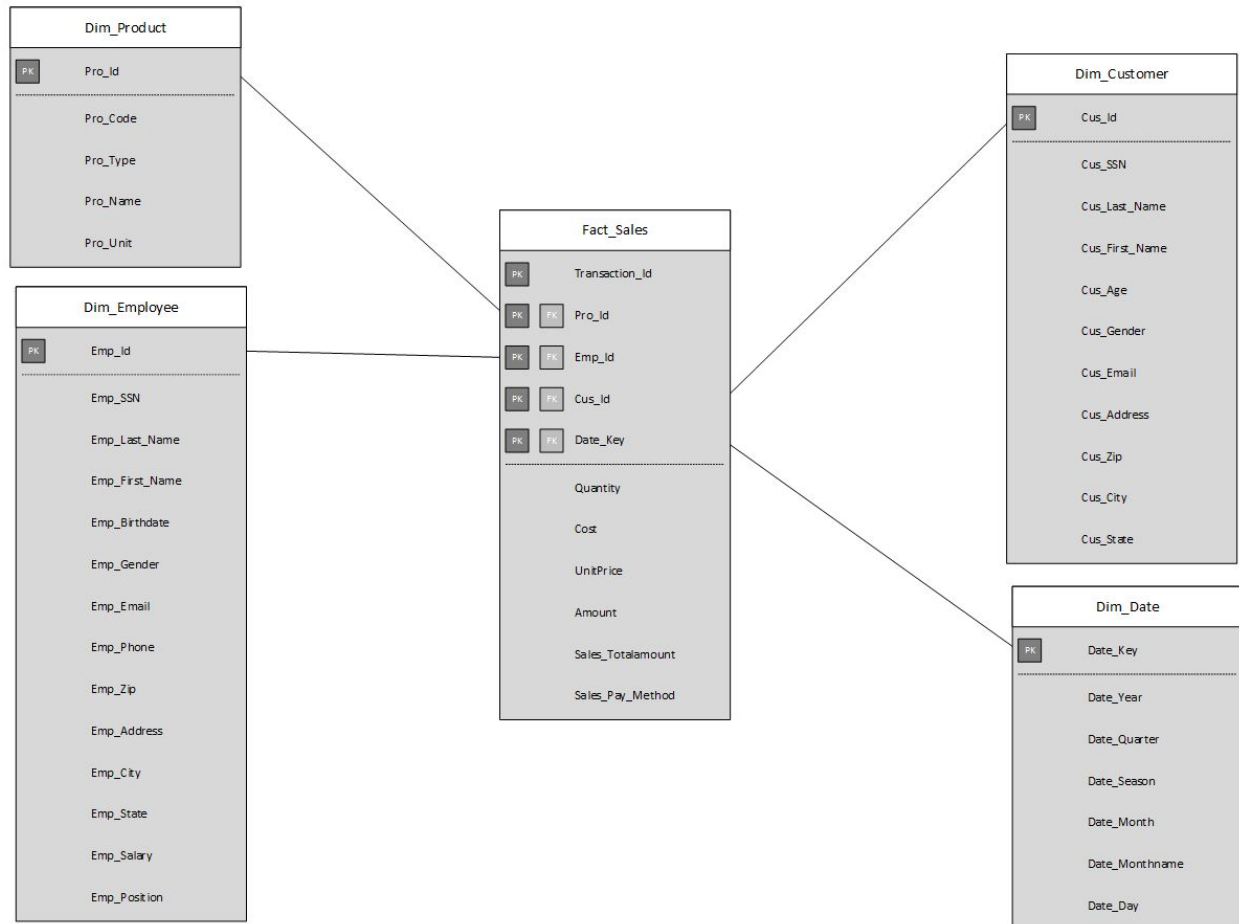 Dim_Product
PK Pro_Id
Pro_Code
Pro_Type
Pro_Name
Pro_Unit
Dim_Employee
PK Emp_Id
Emp_SSN
Emp_Last_Name
Emp_First_Name
Emp_Birthdate
Emp_Gender
Emp_Email
Emp_Phone
Emp_Zip
Emp_Address
Emp_City
Emp_State
Emp_Salary
Emp_Position
Fact_Sales
PK Transaction_Id
PK FK Pro_Id
PK FK Emp_Id
PK FK Cus_Id
PK FK Date_Key
Quantity
Cost
UnitPrice
Amount
Sales_Totalamount
Sales_Pay_Method
Dim_Customer
PK Cus_Id
Cus_SSN
Cus_Last_Name
Cus_First_Name
Cus_Age
Cus_Gender
Cus_Email
Cus_Address
Cus_Zip
Cus_City
Cus_State
Dim_Date
PK Date_Key
Date_Year
Date_Quarter
Date_Season
Date_Month
Date_Monthname
Date_Day